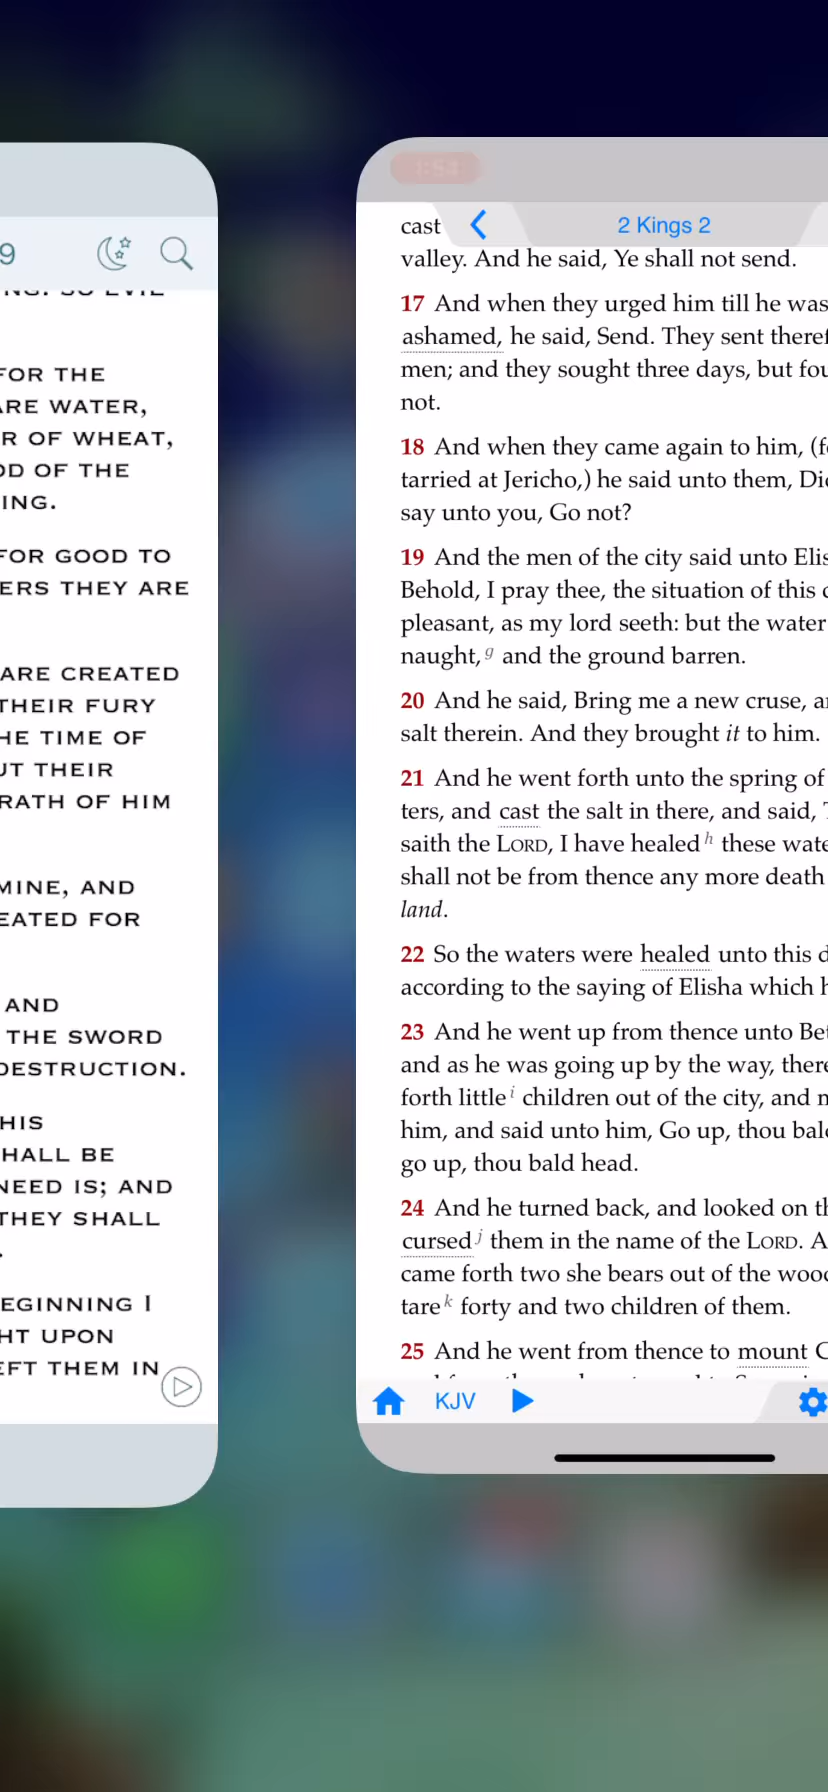 9
FOR THE
ARE WATER,
R OF WHEAT,
OD OF THE
ING.
FOR GOOD TO
ERS THEY ARE
ARE CREATED
THEIR FURY
HE TIME OF
UT THEIR
RATH OF HIM
MINE, AND
EATED FOR
AND
THE SWORD
DESTRUCTION.
HIS
HALL BE
NEED IS; AND
THEY SHALL
.
EGINNING I
HT UPON
EFT THEM IN
1:54
2 Kings 2
cast
valley. And he said, Ye shall not send.
17 And when they urged him till he was
ashamed, he said, Send. They sent theref
men; and they sought three days, but fou
not.
18 And when they came again to him, (f
tarried at Jericho,) he said unto them, Di
say unto you, Go not?
19 And the men of the city said unto Elis
Behold, I pray thee, the situation of this c
pleasant, as my lord seeth: but the water
naught, g and the ground barren.
20 And he said, Bring me a new cruse, a
salt therein. And they brought it to him.
21 And he went forth unto the spring of
ters, and cast the salt in there, and said, T
saith the LORD, I have healed h these wate
shall not be from thence any more death
land.
22 So the waters were healed unto this d
according to the saying of Elisha which h
23 And he went up from thence unto Bet
and as he was going up by the way, there
forth little i children out of the city, and m
him, and said unto him, Go up, thou bald
go up, thou bald head.
24 And he turned back, and looked on th
cursed j them in the name of the LORD. A
came forth two she bears out of the wood
tare k forty and two children of them.
25 And he went from thence to mount C
KJV